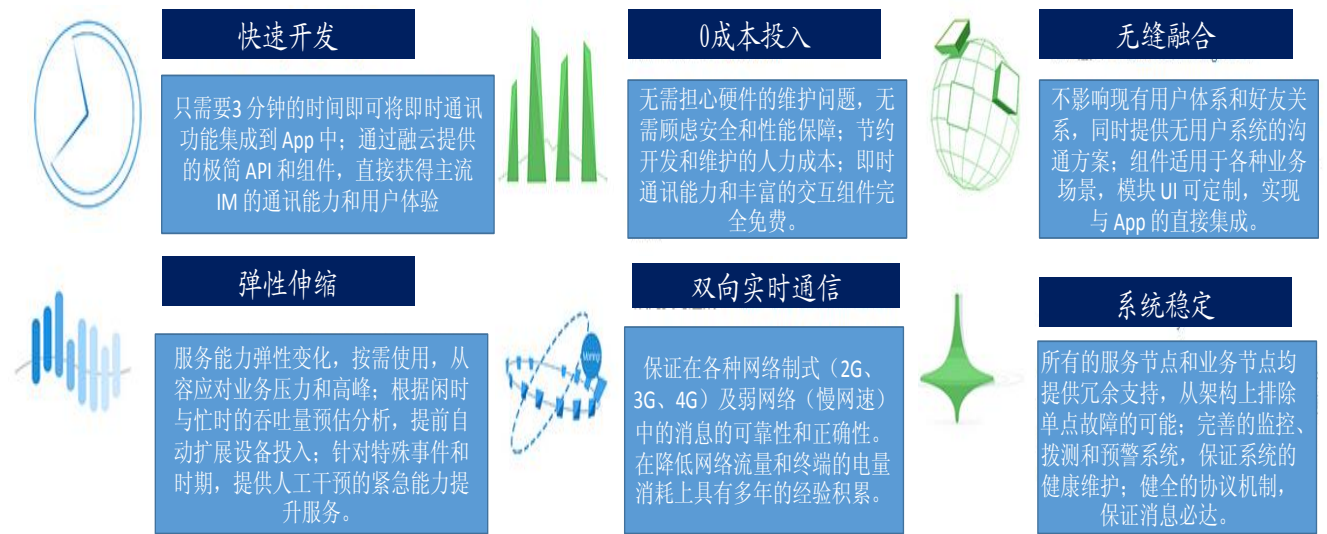 快速开发
只需要3 分钟的时间即可将即时通讯
功能集成到 App 中；通过融云提供
的极简 API 和组件，直接获得主流
IM 的通讯能力和用户体验
0成本投入
无需担心硬件的维护问题，无
需顾虑安全和性能保障；节约
开发和维护的人力成本；即时
通讯能力和丰富的交互组件完
全免费。
无缝融合
不影响现有用户体系和好友关
系，同时提供无用户系统的沟
通方案；组件适用于各种业务
场景，模块 UI 可定制，实现
与 App 的直接集成。
弹性伸缩
服务能力弹性变化，按需使用，从
容应对业务压力和高峰；根据闲时
与忙时的吞吐量预估分析，提前自
动扩展设备投入；针对特殊事件和
时期，提供人工干预的紧急能力提
升服务。
双向实时通信
保证在各种网络制式（2G、
3G、4G）及弱网络（慢网速）
中的消息的可靠性和正确性。
在降低网络流量和终端的电量
消耗上具有多年的经验积累。
系统稳定
所有的服务节点和业务节点均
提供冗余支持，从架构上排除
单点故障的可能；完善的监控、
拨测和预警系统，保证系统的
健康维护；健全的协议机制，
保证消息必达。